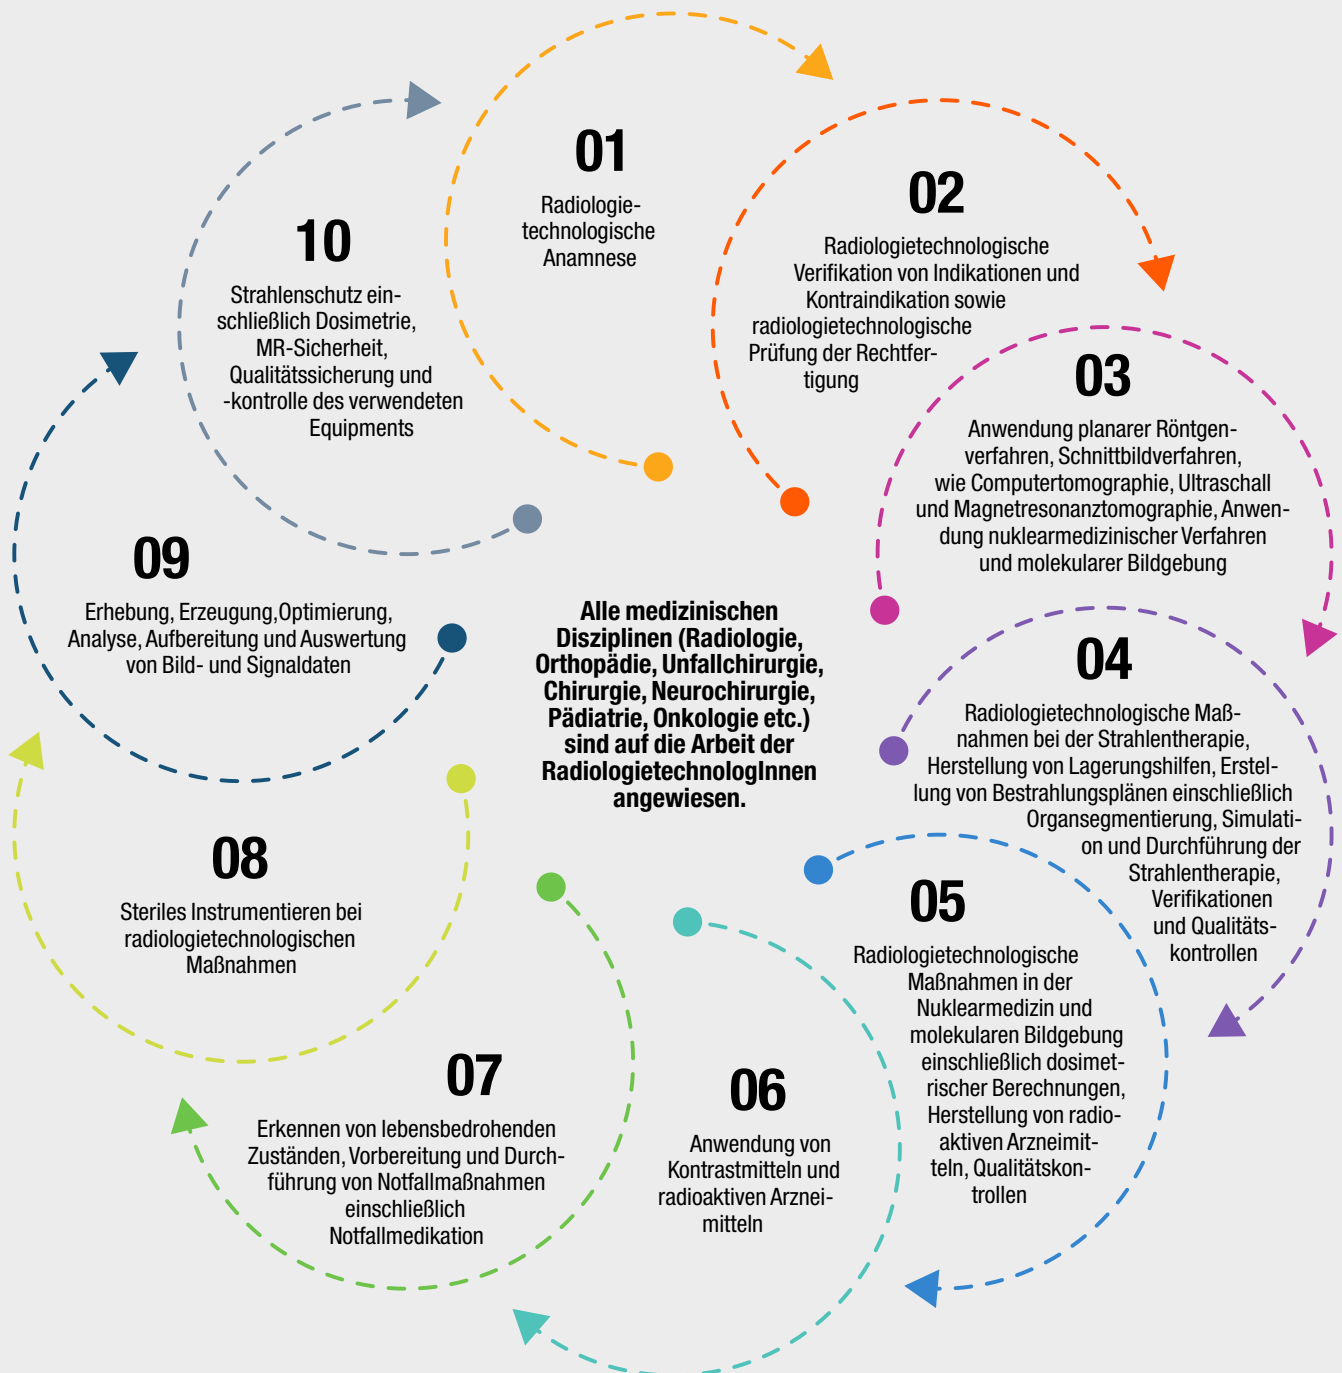 01
Radiologie-
technologische
Anamnese
02
Radiologietechnologische
Verifikation von Indikationen und
Kontraindikation sowie
radiologietechnologische
Prüfung der Rechtfer-
tigung
03
Anwendung planarer Röntgen-
verfahren, Schnittbildverfahren,
wie Computertomographie, Ultraschall
und Magnetresonanztomographie, Anwen-
dung nuklearmedizinischer Verfahren
und molekularer Bildgebung
04
Radiologietechnologische Maß-
nahmen bei der Strahlentherapie,
Herstellung von Lagerungshilfen, Erstel-
lung von Bestrahlungsplänen einschließlich
Organsegmentierung, Simulati-
on und Durchführung der
Strahlentherapie,
Verifikationen
und Qualitäts-
kontrollen
05
Radiologietechnologische
Maßnahmen in der
Nuklearmedizin und
molekularen Bildgebung
einschließlich dosimet-
rischer Berechnungen,
Herstellung von radio-
aktiven Arzneimit-
teln, Qualitätskon-
trollen
06
Anwendung von
Kontrastmitteln und
radioaktiven Arznei-
mitteln
07
Erkennen von lebensbedrohenden
Zuständen, Vorbereitung und Durch-
führung von Notfallmaßnahmen
einschließlich
Notfallmedikation
08
Steriles Instrumentieren bei
radiologietechnologischen
Maßnahmen
09
Erhebung, Erzeugung,Optimierung,
Analyse, Aufbereitung und Auswertung
von Bild- und Signaldaten
10
Strahlenschutz ein-
schließlich Dosimetrie,
MR-Sicherheit,
Qualitätssicherung und
-kontrolle des verwendeten
Equipments
Alle medizinischen
Disziplinen (Radiologie,
Orthopädie, Unfallchirurgie,
Chirurgie, Neurochirurgie,
Pädiatrie, Onkologie etc.)
sind auf die Arbeit der
RadiologietechnologInnen
angewiesen.